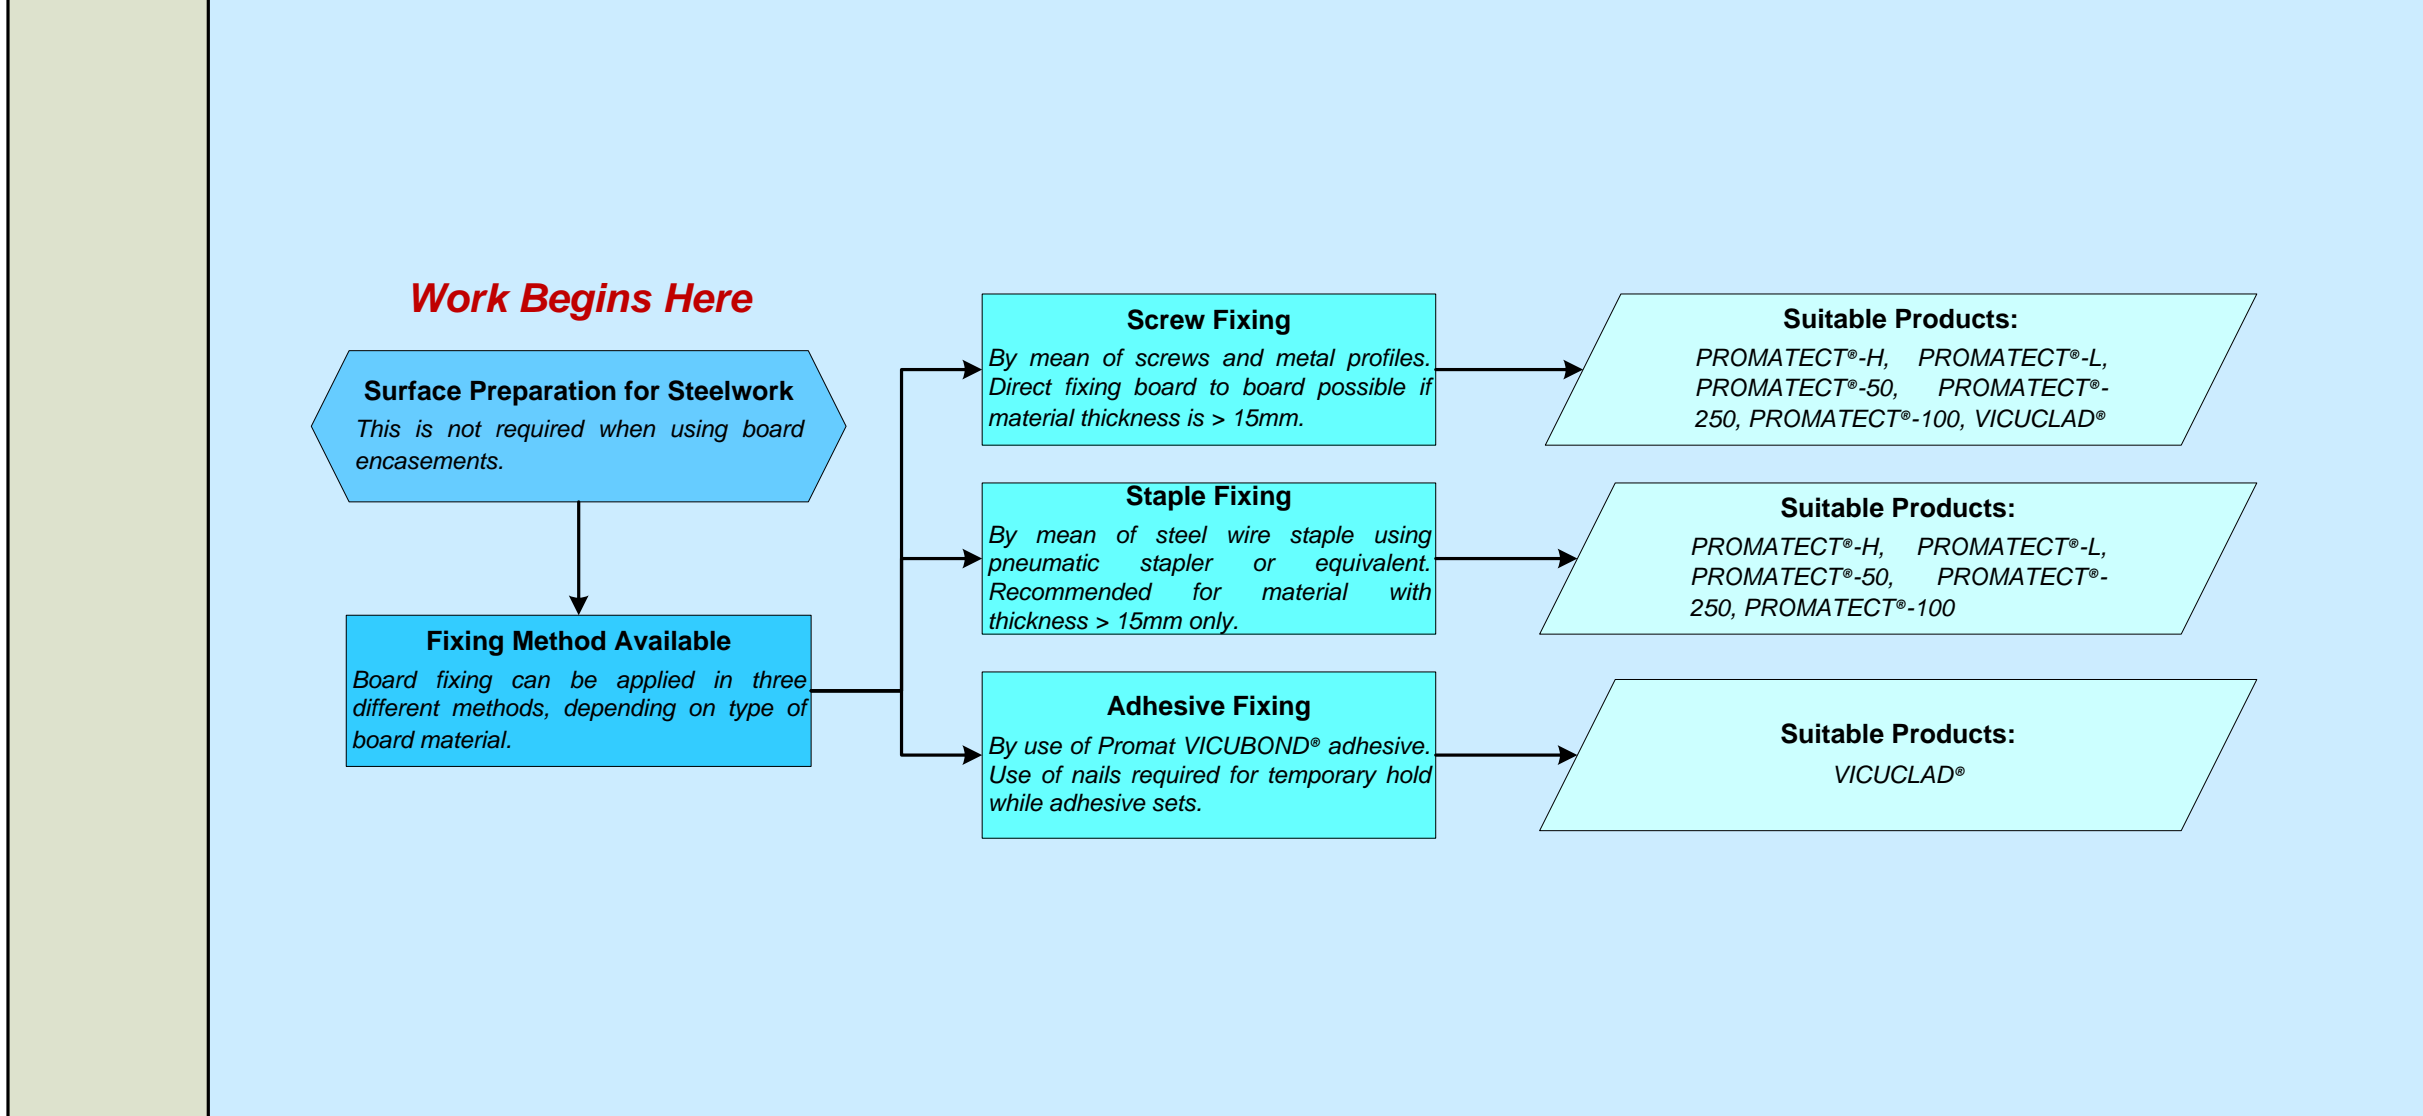 Work Begins Here
Surface Preparation for Steelwork
This is not required when using board
encasements.
Fixing Method Available
Board fixing can be applied in three
different methods, depending on type of
board material.
Screw Fixing
By mean of screws and metal profiles.
Direct fixing board to board possible if
material thickness is > 15mm.
Suitable Products:
PROMATECT®-H, PROMATECT®-L,
PROMATECT®-50, PROMATECT®-
250, PROMATECT®-100, VICUCLAD®
Staple Fixing
By mean of steel wire staple using
pneumatic stapler or equivalent.
Recommended for material with
thickness > 15mm only.
Suitable Products:
PROMATECT®-H, PROMATECT®-L,
PROMATECT®-50, PROMATECT®-
250, PROMATECT®-100
Adhesive Fixing
By use of Promat VICUBOND® adhesive.
Use of nails required for temporary hold
while adhesive sets.
Suitable Products:
VICUCLAD®